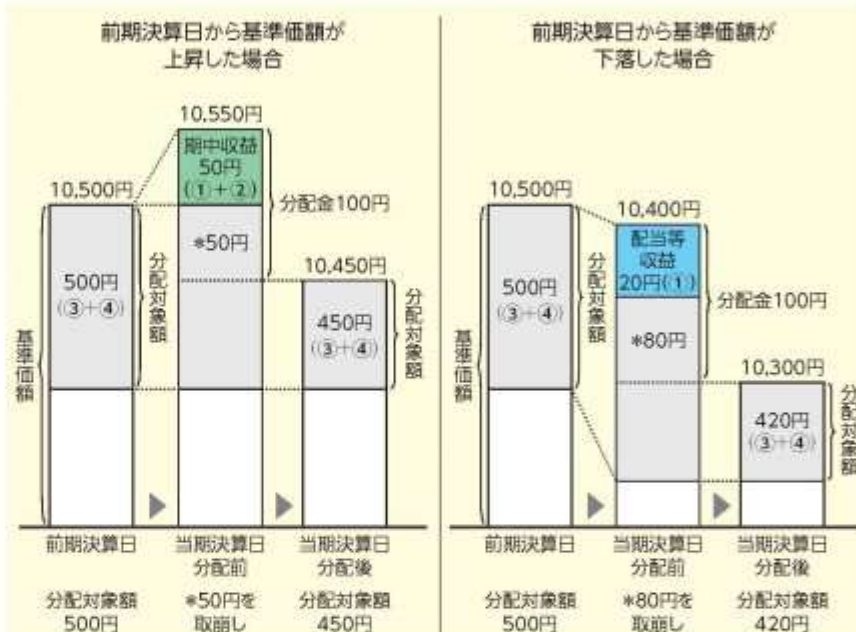 前期決算日から基準価額が
上昇した場合
10,550円
期中収益
50円
(①+②)
10,500円
分配金100円
*50円
10,450円
500円
(③+④)
分配対象額
450円
(③+④)
分配対象額
基準価額
前期決算日
当期決算日
分配前
当期決算日
分配後
分配対象額
500円
*50円を
取崩し
分配対象額
450円
前期決算日から基準価額が
下落した場合
10,500円
10,400円
配当等
収益
20円(①)
分配金100円
500円
(③+④)
分配対象額
*80円
10,300円
420円
(③+④)
分配対象額
基準価額
前期決算日
当期決算日
分配前
当期決算日
分配後
分配対象額
500円
*80円を
取崩し
分配対象額
420円